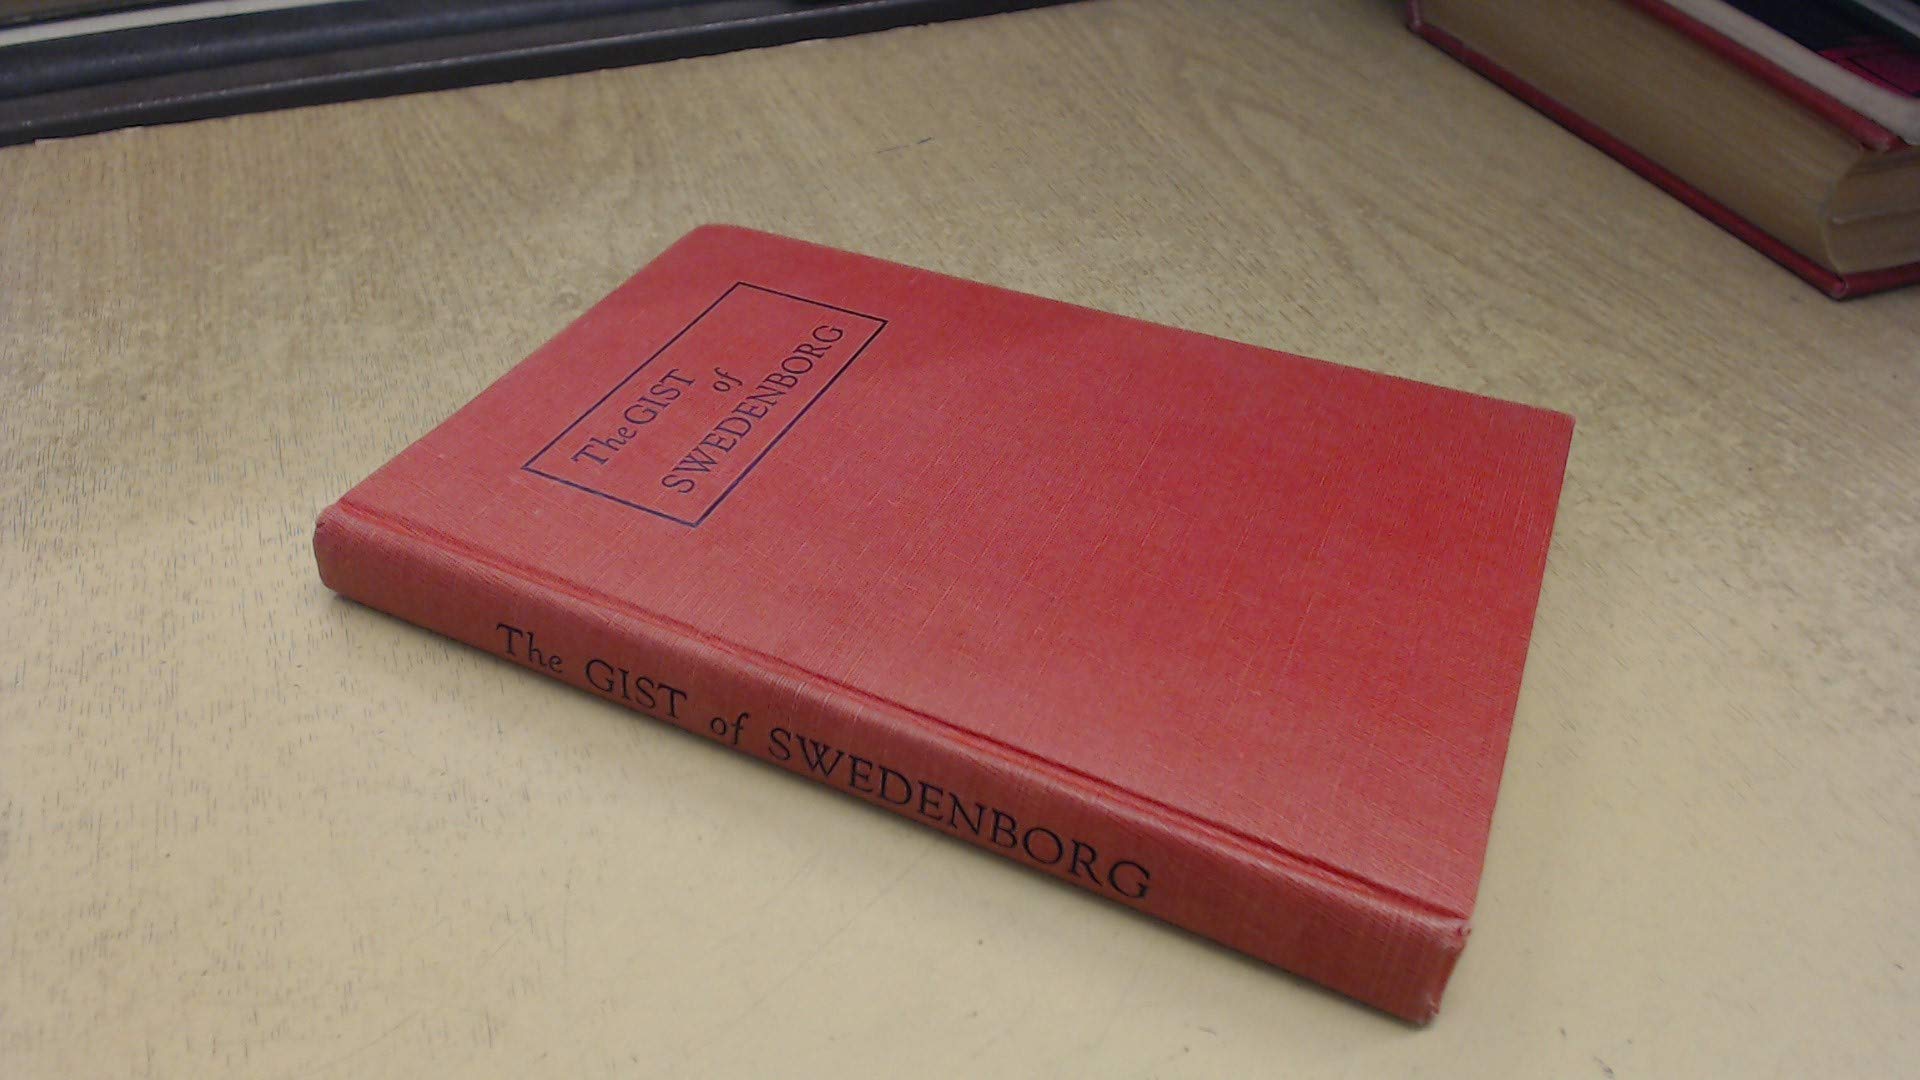 The GIST
of
SWEDENBORG
The GIST of SWEDENBORG